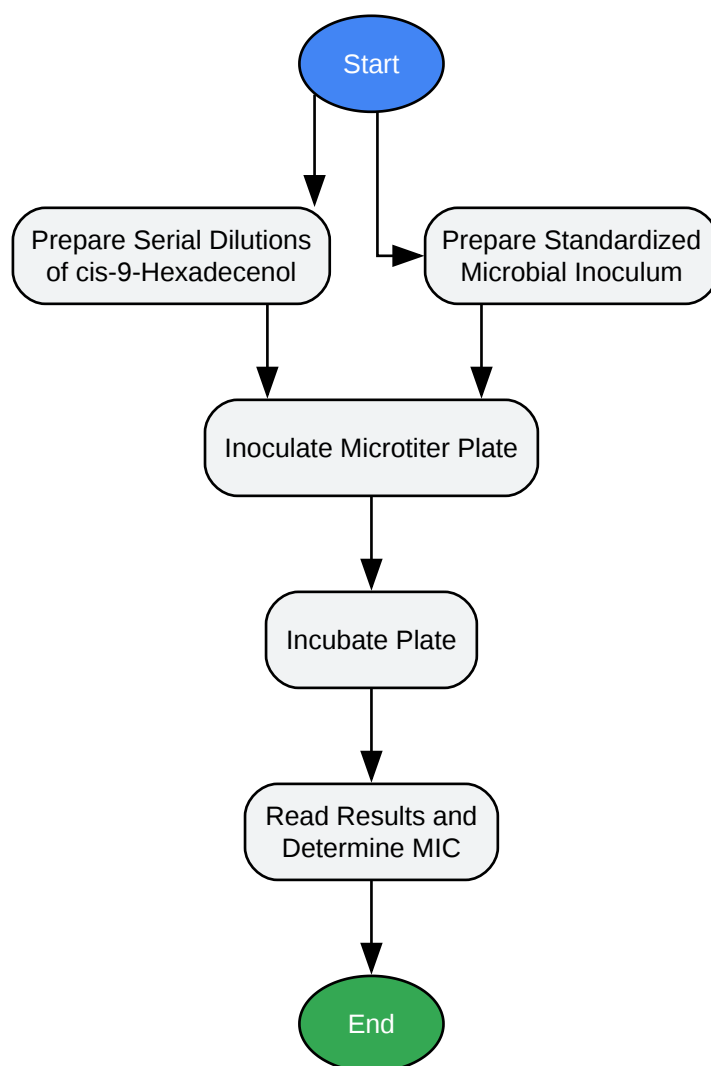 Start
Prepare Serial Dilutions
of cis-9-Hexadecenol
Prepare Standardized
Microbial Inoculum
Inoculate Microtiter Plate
Incubate Plate
Read Results and
Determine MIC
End